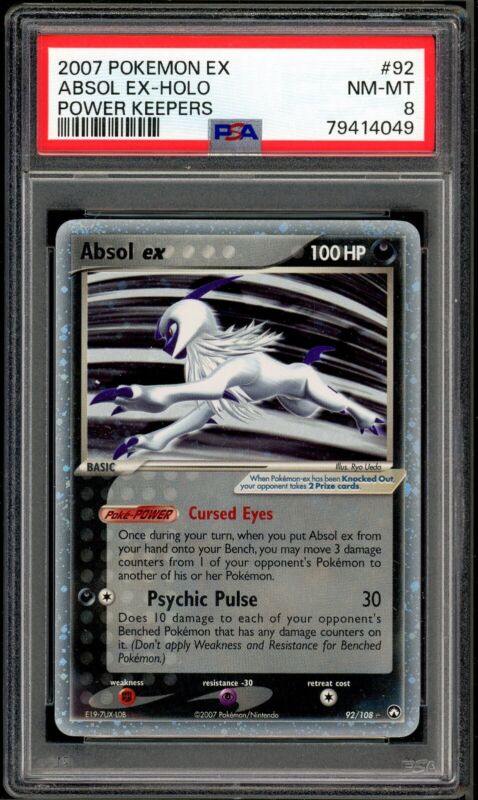 2007 POKEMON EX #92
ABSOL EX-HOLO NM-MT
POWER KEEPERS 8
PSA 79414049
Absol ex 100 HP
BASIC Illus. Ryo Ueda
When Pokémon-ex has been Knocked Out,
your opponent takes 2 Prize cards.
Poké-POWER Cursed Eyes
Once during your turn, when you put Absol ex from
your hand onto your Bench, you may move 3 damage
counters from 1 of your opponent's Pokémon to
another of his or her Pokémon.
Psychic Pulse 30
Does 10 damage to each of your opponent's
Benched Pokémon that has any damage counters on
it. (Don't apply Weakness and Resistance for Benched
Pokémon.)
weakness resistance -30 retreat cost
E19-7UX-L0B ©2007 Pokémon/Nintendo 92/108